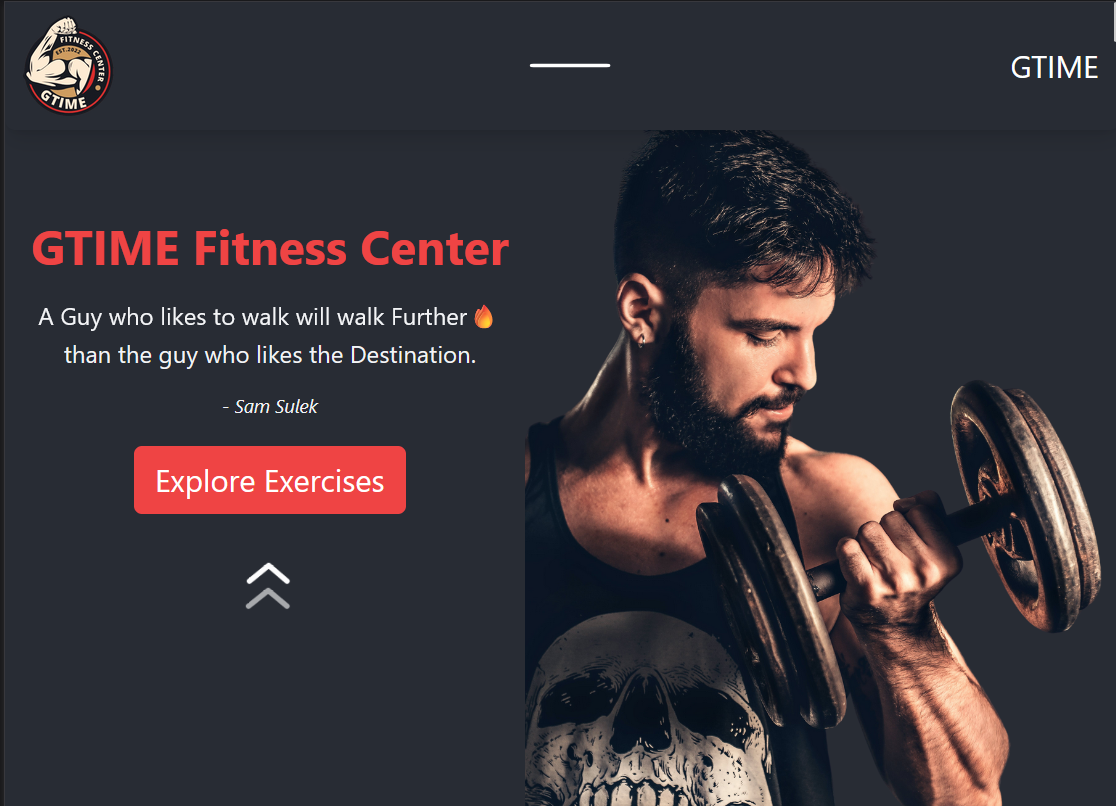 FITNESS CENTER
EST.2022
GTIME
GTIME
GTIME Fitness Center
A Guy who likes to walk will walk Further 🔥
than the guy who likes the Destination.
- Sam Sulek
Explore Exercises